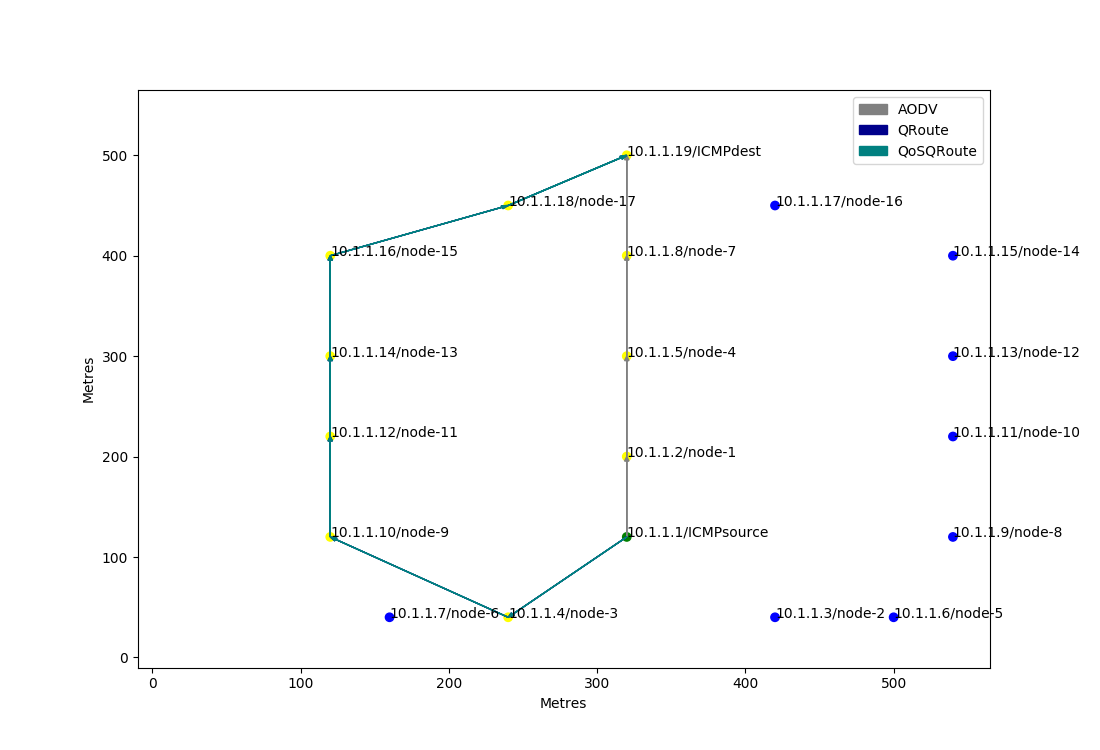 AODV
QRoute
QoSQRoute
10.1.1.19/ICMPdest
10.1.1.18/node-17
10.1.1.17/node-16
10.1.1.16/node-15
10.1.1.8/node-7
10.1.1.15/node-14
10.1.1.14/node-13
10.1.1.5/node-4
10.1.1.13/node-12
10.1.1.12/node-11
10.1.1.2/node-1
10.1.1.11/node-10
10.1.1.10/node-9
10.1.1.1/ICMPsource
10.1.1.9/node-8
10.1.1.7/node-6
10.1.1.4/node-3
10.1.1.3/node-2
10.1.1.6/node-5
500
400
300
200
100
0
Metres
0
100
200
300
400
500
Metres